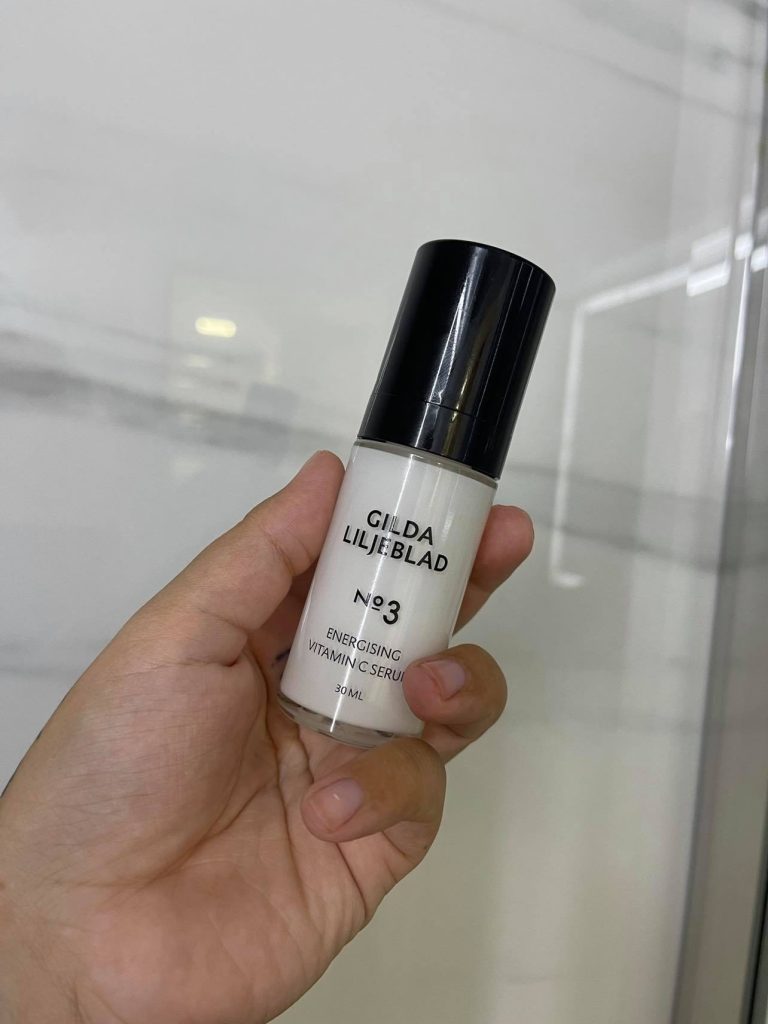 GILDA
LILJEBLAD
Nº3
ENERGISING
VITAMIN C SERUM
30 ML